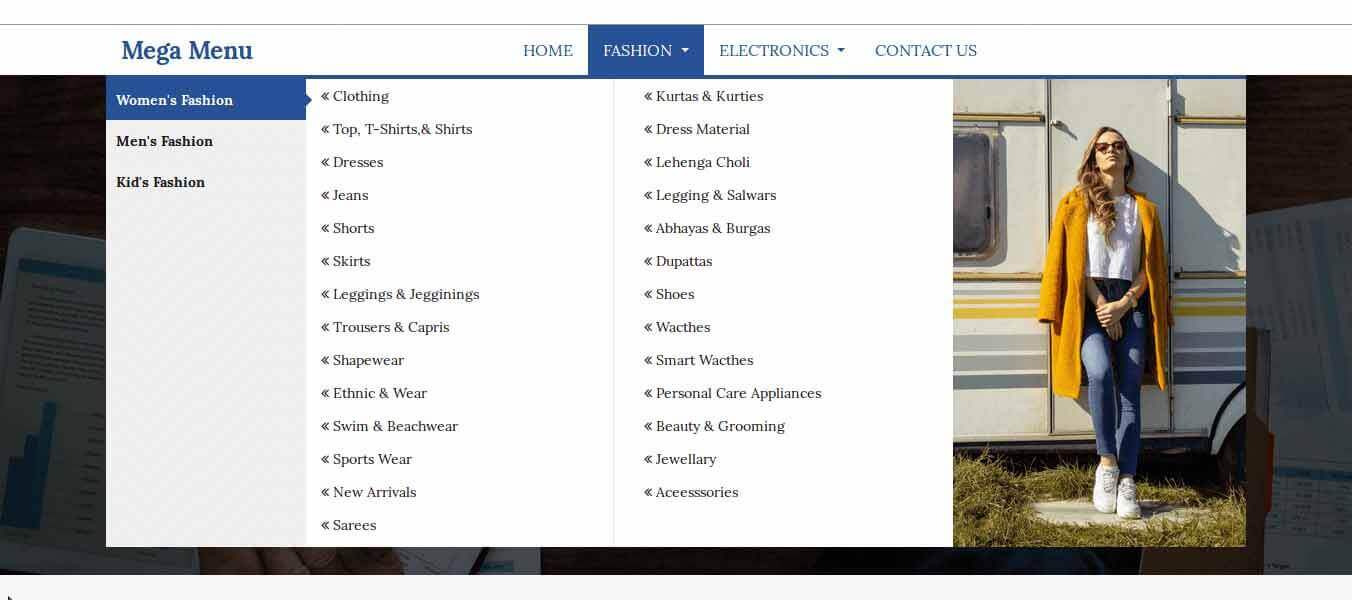 Mega Menu
HOME
FASHION
ELECTRONICS
CONTACT US
Women's Fashion
Men's Fashion
Kid's Fashion
« Clothing
« Top, T-Shirts,& Shirts
« Dresses
« Jeans
« Shorts
« Skirts
« Leggings & Jegginings
« Trousers & Capris
« Shapewear
« Ethnic & Wear
« Swim & Beachwear
« Sports Wear
« New Arrivals
« Sarees
« Kurtas & Kurties
« Dress Material
« Lehenga Choli
« Legging & Salwars
« Abhayas & Burgas
« Dupattas
« Shoes
« Wacthes
« Smart Wacthes
« Personal Care Appliances
« Beauty & Grooming
« Jewellary
« Aceesssories